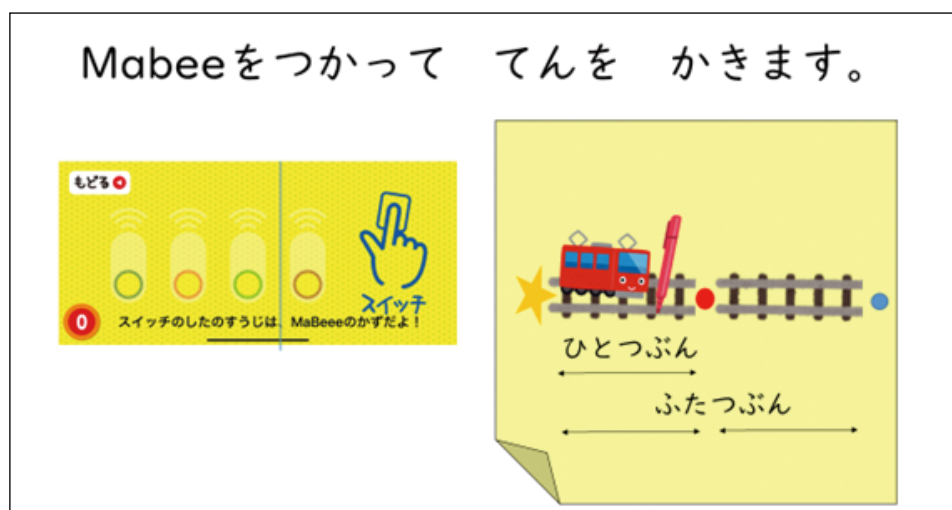 Mabeeをつかって てんを かきます。
もどる
スイッチ
0
スイッチのしたのすうじは、MaBeeeのかずだよ！
ひとつぶん
ふたつぶん